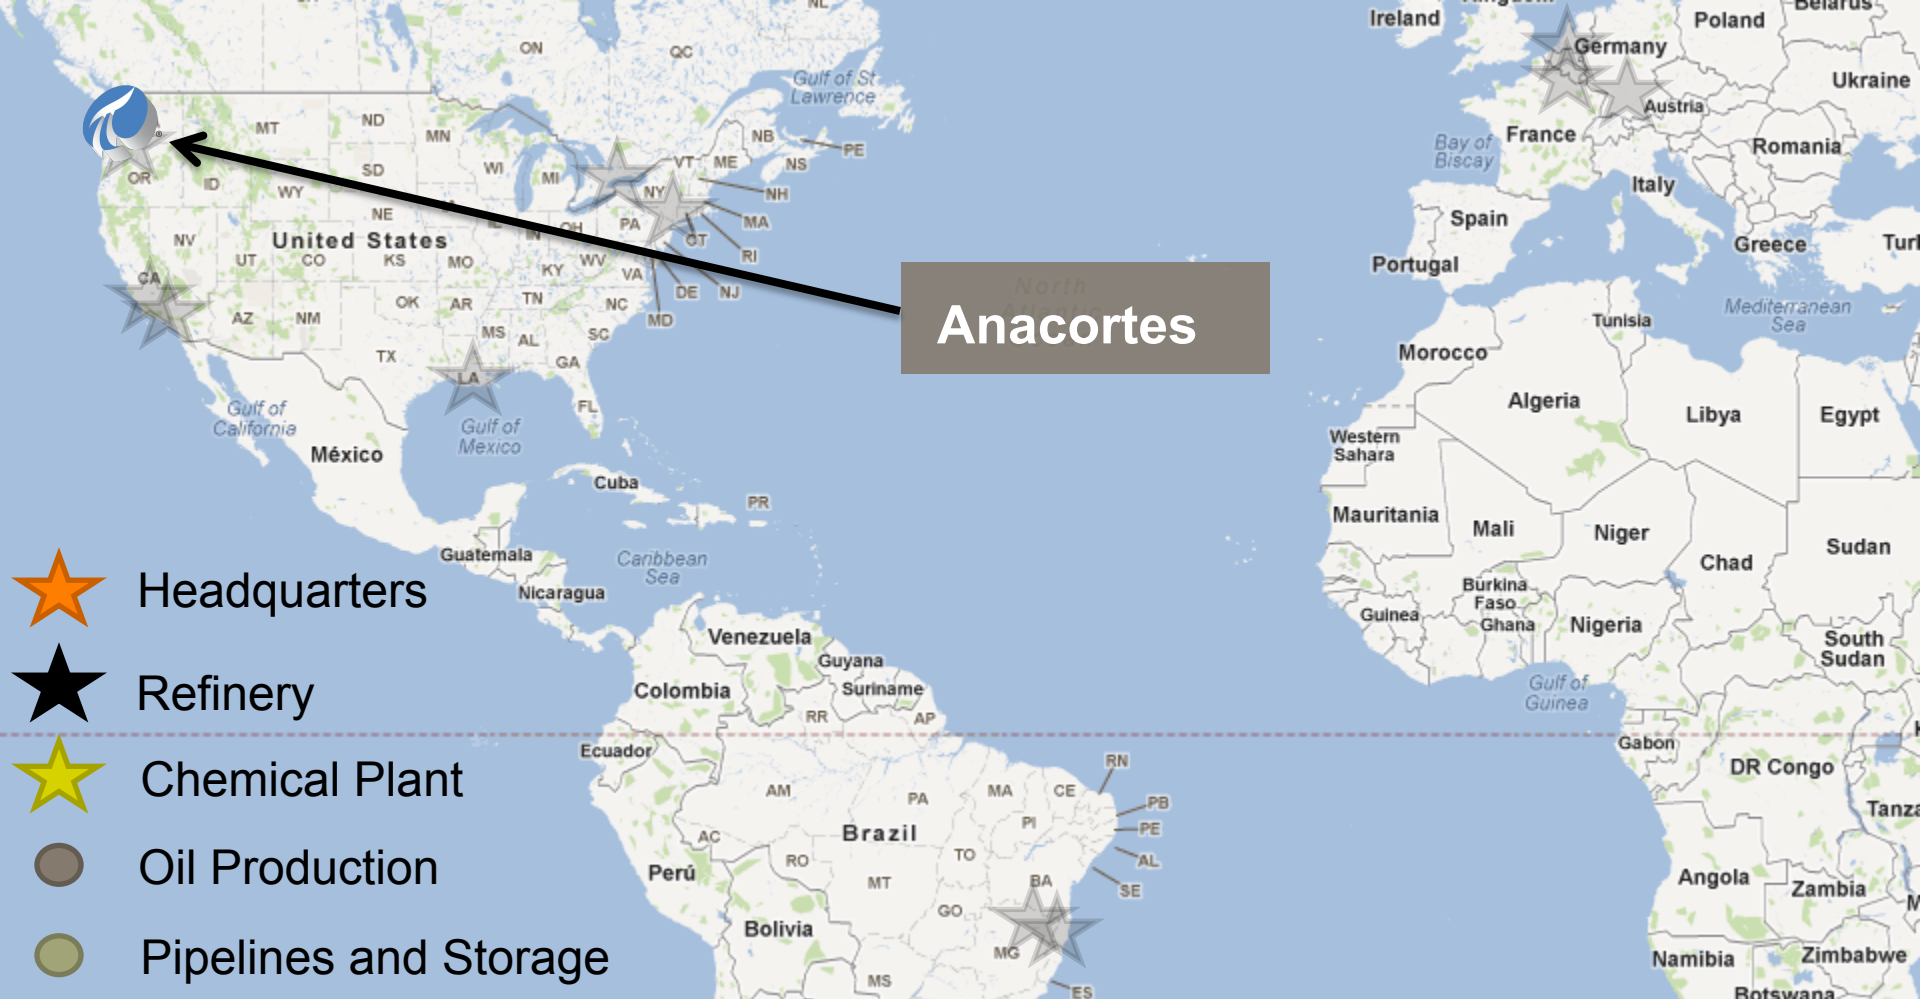 NL
Ireland
Poland
Belarus
ON
QC
Germany
Gulf of St
Lawrence
Ukraine
Austria
MT
ND
MN
NB
PE
Bay of
Biscay
France
Romania
SD
WI
MI
VT
ME
NS
OR
ID
WY
NY
NH
Italy
NE
PA
MA
Spain
NV
United States
OH
CT
Greece
UT
CO
KS
MO
IN
WV
RI
Portugal
CA
KY
VA
DE
NJ
North
OK
AR
TN
NC
MD
Mediterranean
Sea
AZ
NM
MS
AL
SC
Anacortes
Tunisia
TX
GA
Morocco
LA
FL
Algeria
Libya
Egypt
Gulf of
California
Gulf of
Mexico
México
Western
Sahara
Cuba
PR
Mauritania
Mali
Niger
Chad
Sudan
Guatemala
Caribbean
Sea
Nicaragua
Headquarters
Burkina
Faso
Guinea
Ghana
Nigeria
Venezuela
South
Sudan
Guyana
Colombia
Suriname
Gulf of
Guinea
Refinery
RR
AP
Ecuador
Gabon
RN
DR Congo
Chemical Plant
AM
PA
MA
CE
PB
PI
PE
Brazil
AC
RO
TO
AL
Oil Production
Perú
MT
BA
SE
Angola
Zambia
GO
Bolivia
MG
Pipelines and Storage
Namibia
Zimbabwe
MS
ES
Botswana